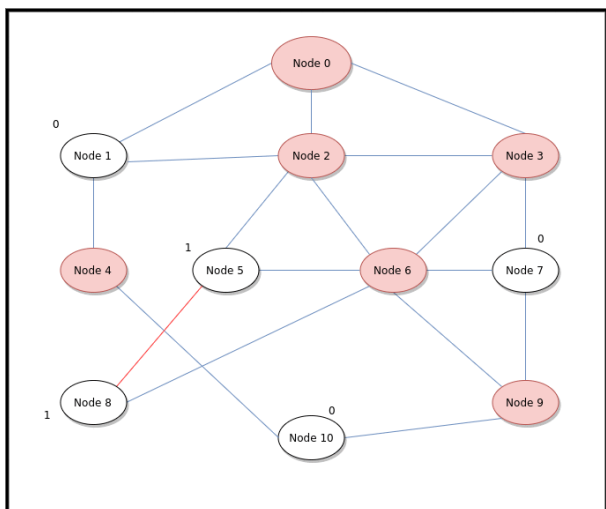 Node 0
0
Node 1
Node 2
Node 3
1
0
Node 4
Node 5
Node 6
Node 7
Node 8
Node 9
1
0
Node 10